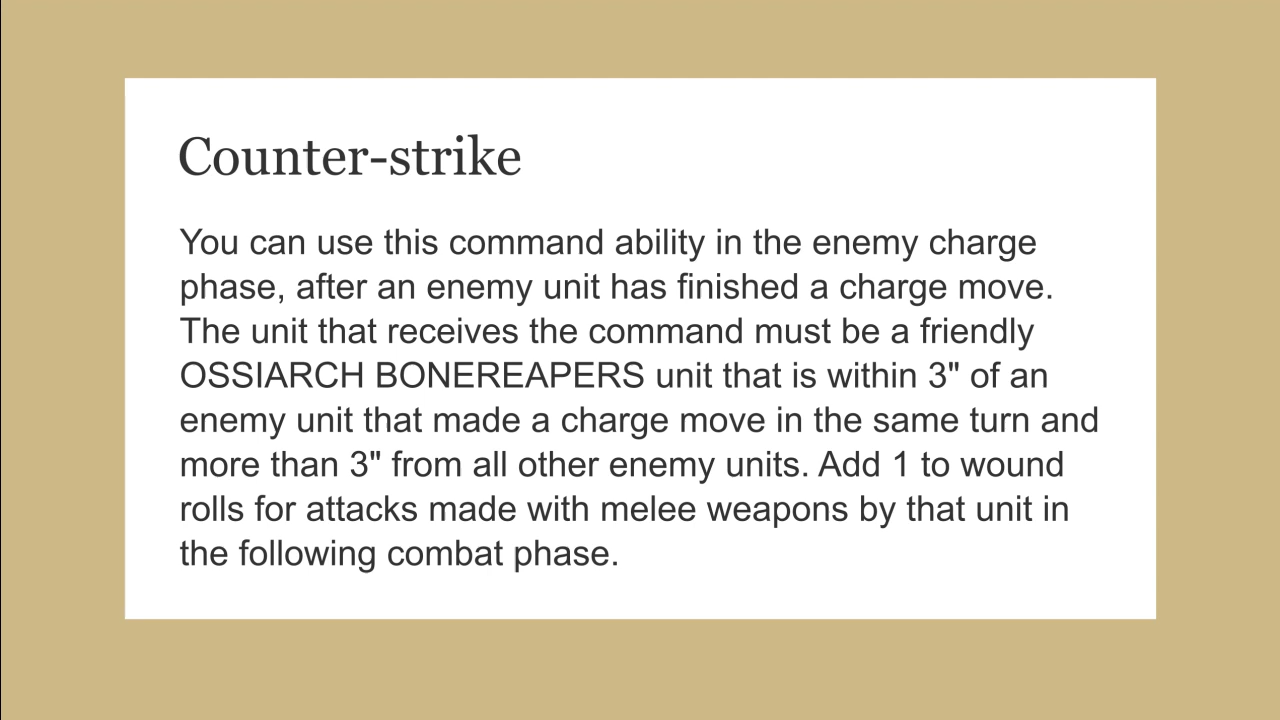 Counter-strike
You can use this command ability in the enemy charge
phase, after an enemy unit has finished a charge move.
The unit that receives the command must be a friendly
OSSIARCH BONEREAPERS unit that is within 3" of an
enemy unit that made a charge move in the same turn and
more than 3" from all other enemy units. Add 1 to wound
rolls for attacks made with melee weapons by that unit in
the following combat phase.